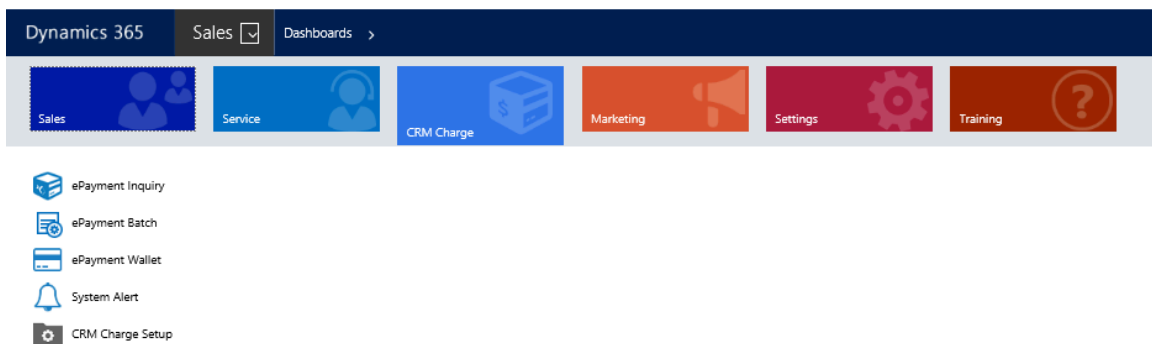 Dynamics 365 Sales Dashboards >
Sales Service CRM Charge Marketing Settings Training
ePayment Inquiry
ePayment Batch
ePayment Wallet
System Alert
CRM Charge Setup